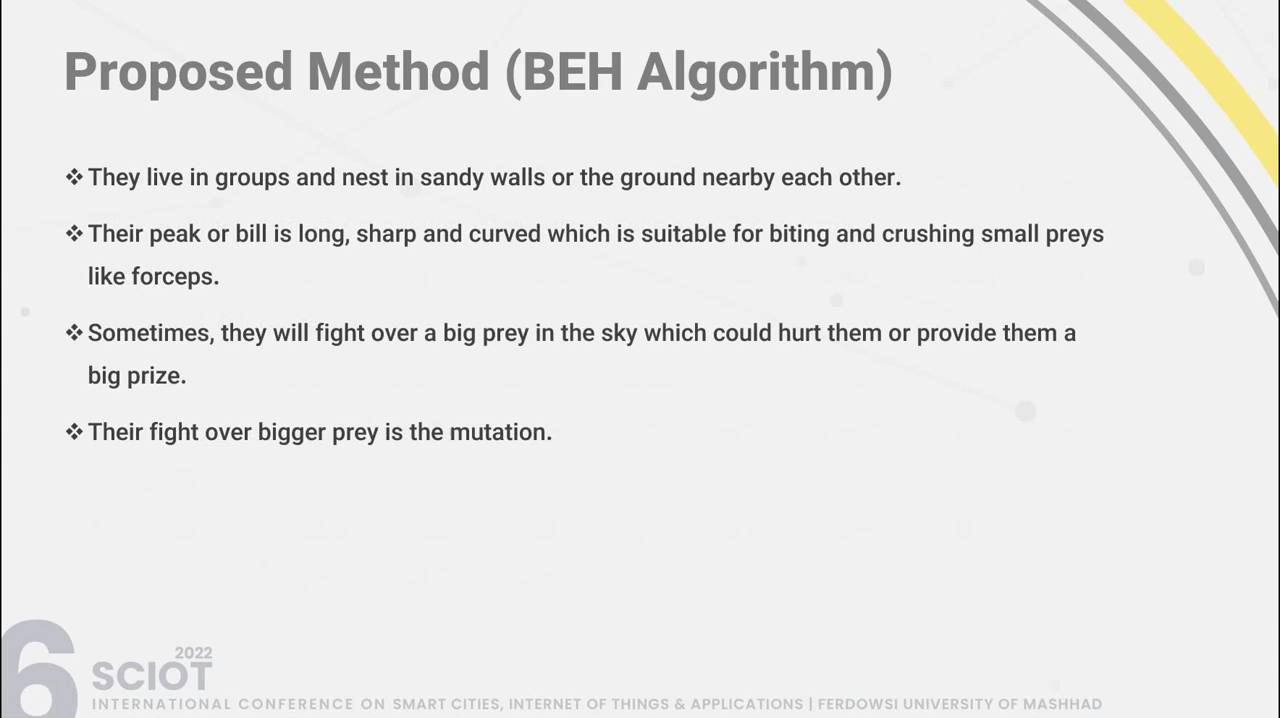 Proposed Method (BEH Algorithm)
❖ They live in groups and nest in sandy walls or the ground nearby each other.
❖ Their peak or bill is long, sharp and curved which is suitable for biting and crushing small preys
like forceps.
❖ Sometimes, they will fight over a big prey in the sky which could hurt them or provide them a
big prize.
❖ Their fight over bigger prey is the mutation.
6
2022
SCIOT
INTERNATIONAL CONFERENCE ON SMART CITIES, INTERNET OF THINGS & APPLICATIONS | FERDOWSI UNIVERSITY OF MASHHAD